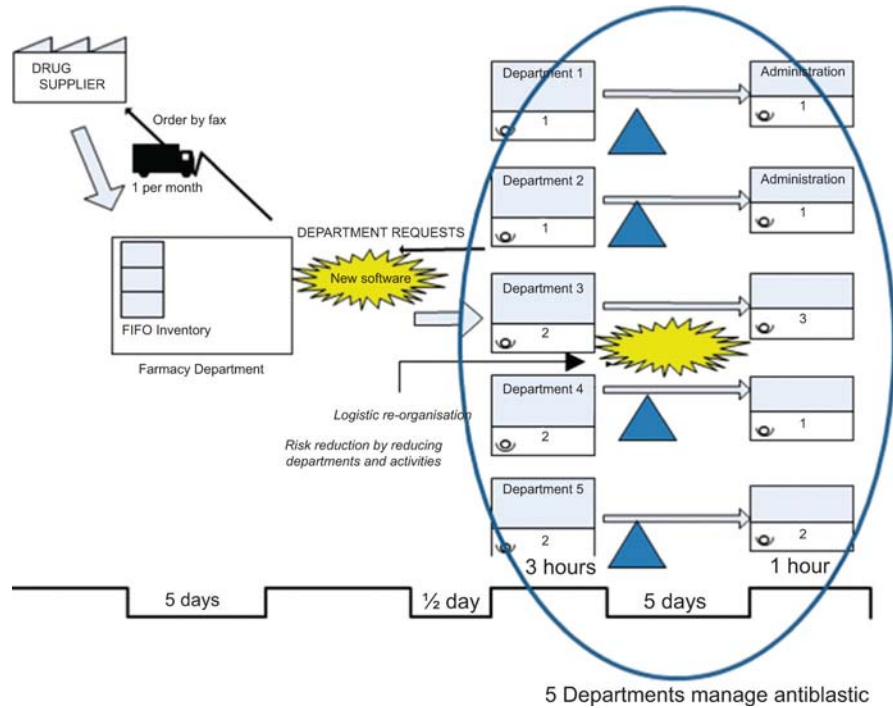 DRUG
SUPPLIER
Order by fax
1 per month
DEPARTMENT REQUESTS
New software
FIFO Inventory
Farmacy Department
Logistic re-organisation
Risk reduction by reducing
departments and activities
Department 1
1
Administration
1
Department 2
1
Administration
1
Department 3
2
3
Department 4
2
1
Department 5
2
2
3 hours
1 hour
5 days
½ day
5 days
5 Departments manage antiblastic